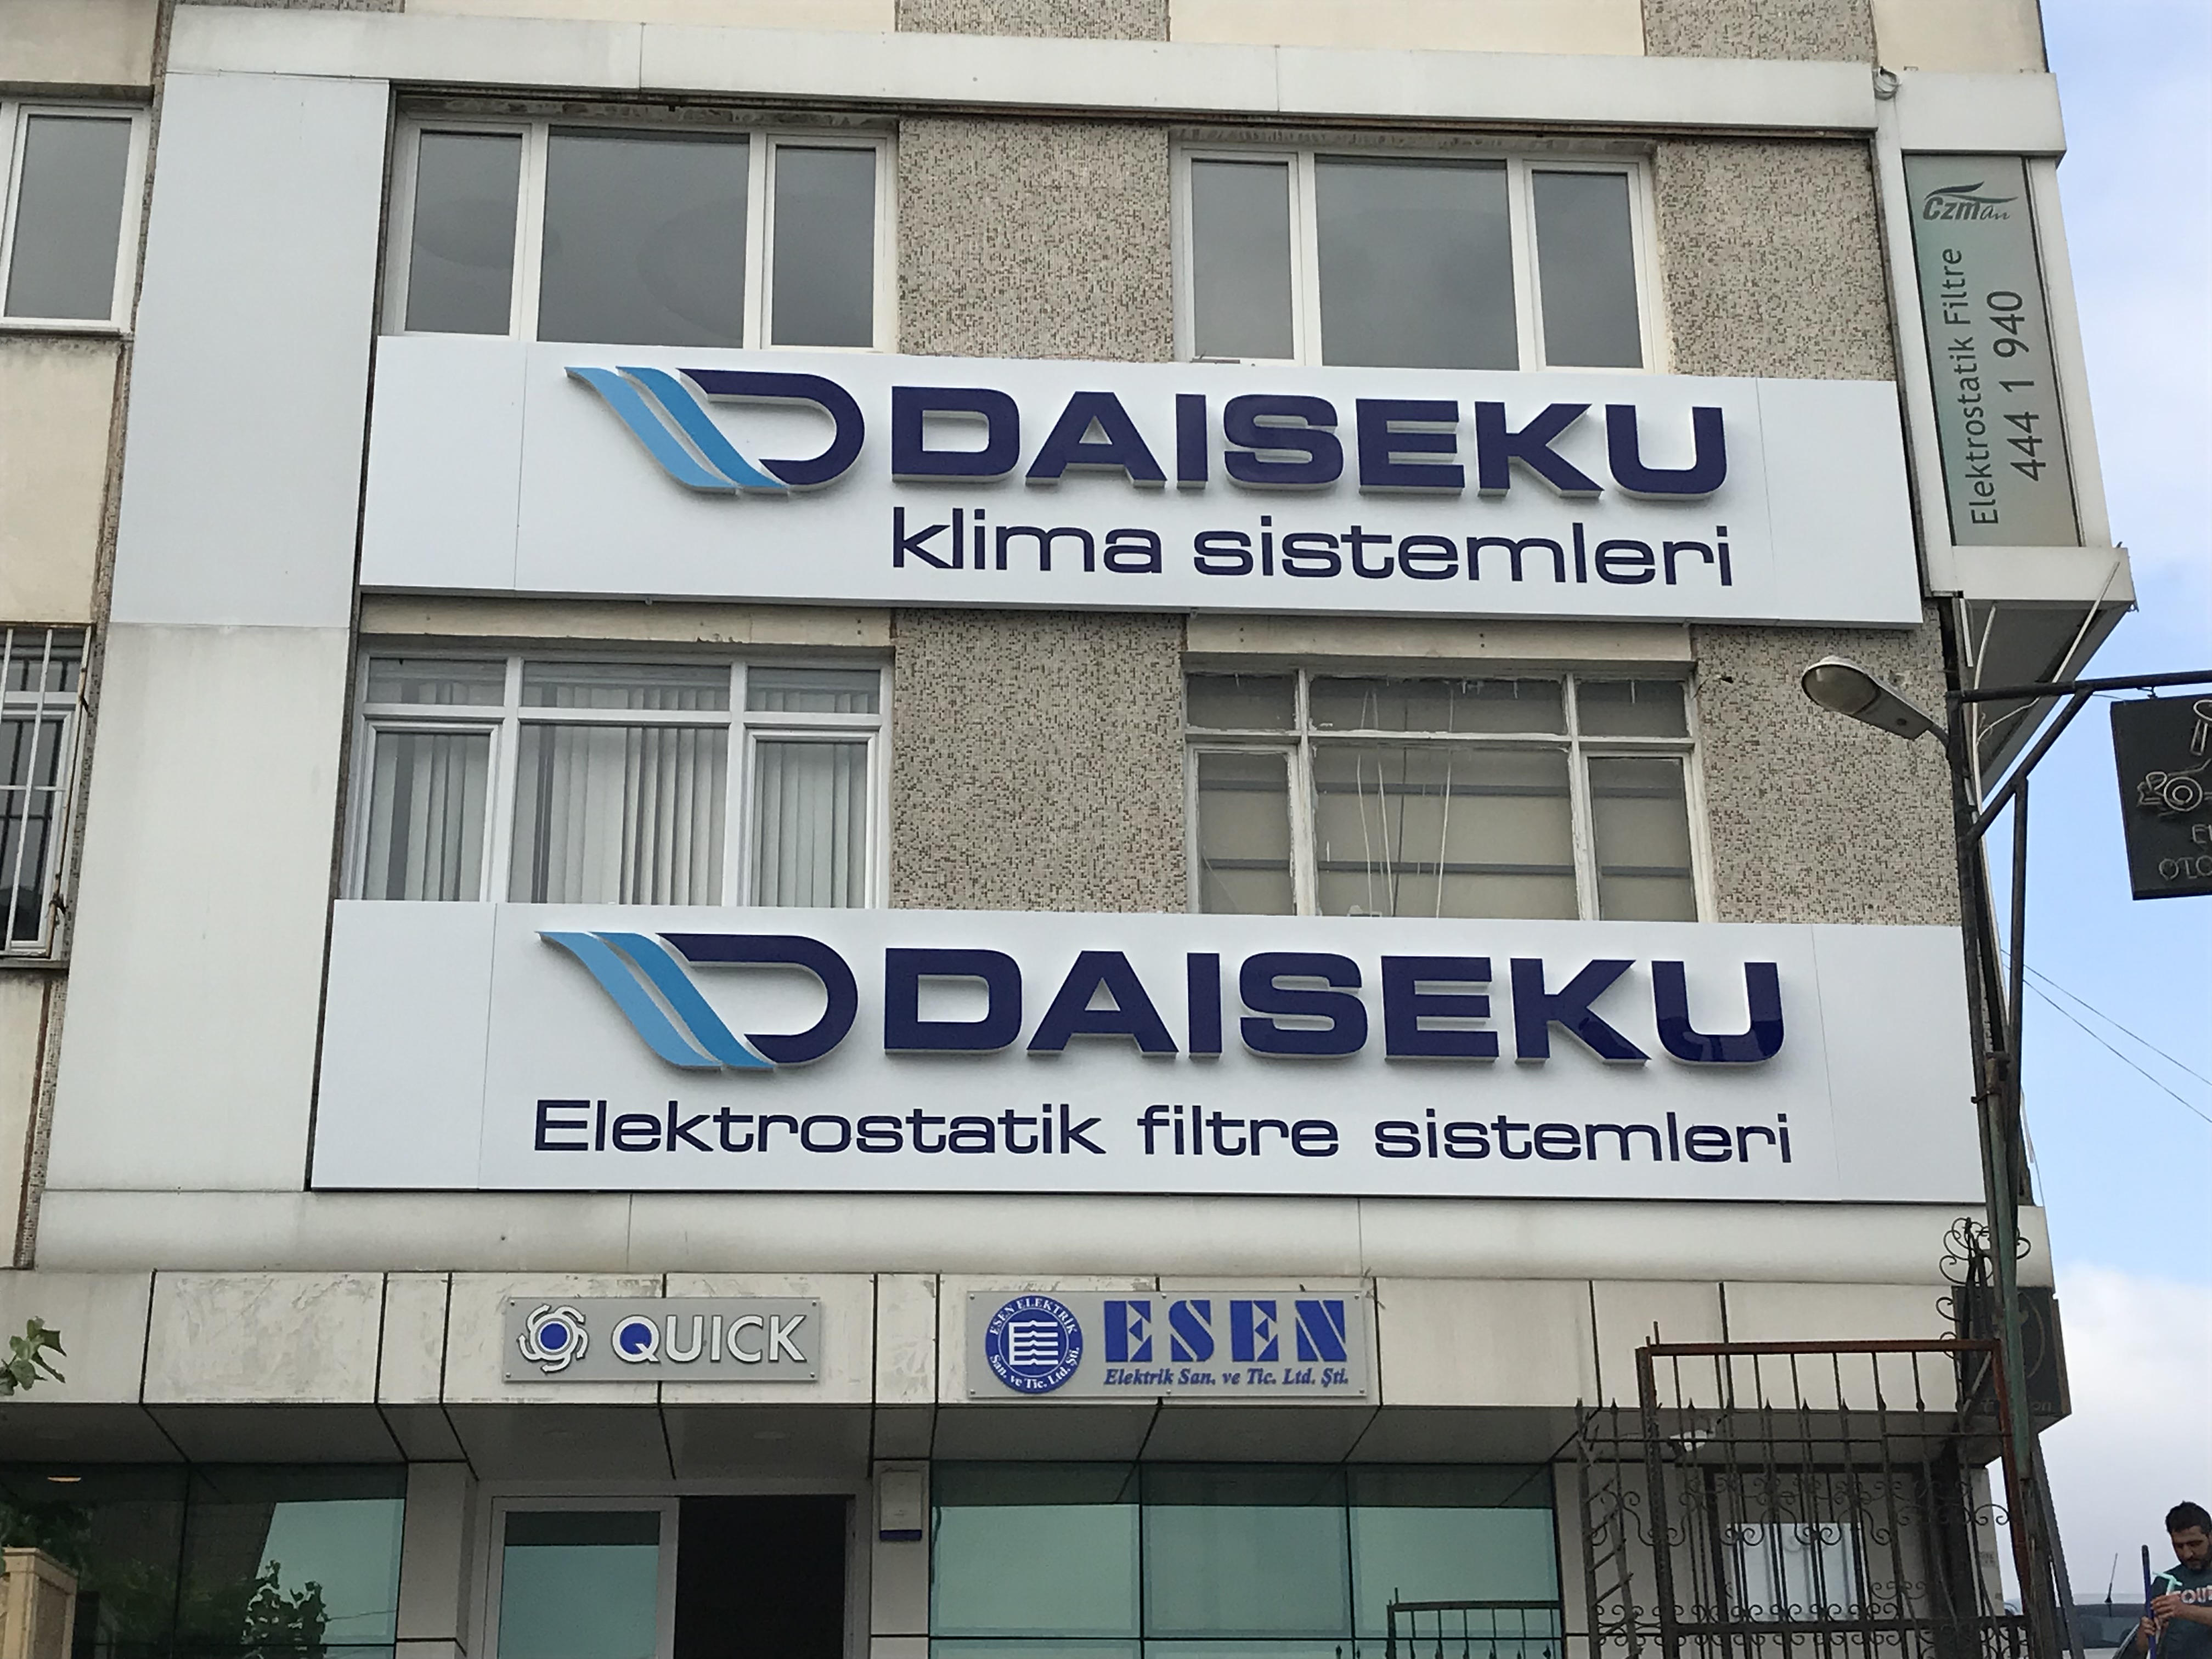 DAISEKU
klima sistemleri
Czman
Elektrostatik Filtre
444 1 940
DAISEKU
Elektrostatik filtre sistemleri
QUICK
ESEN ELEKTRİK
San. ve Tic. Ltd. Şti.
ESEN
Elektrik San. ve Tic. Ltd. Şti.